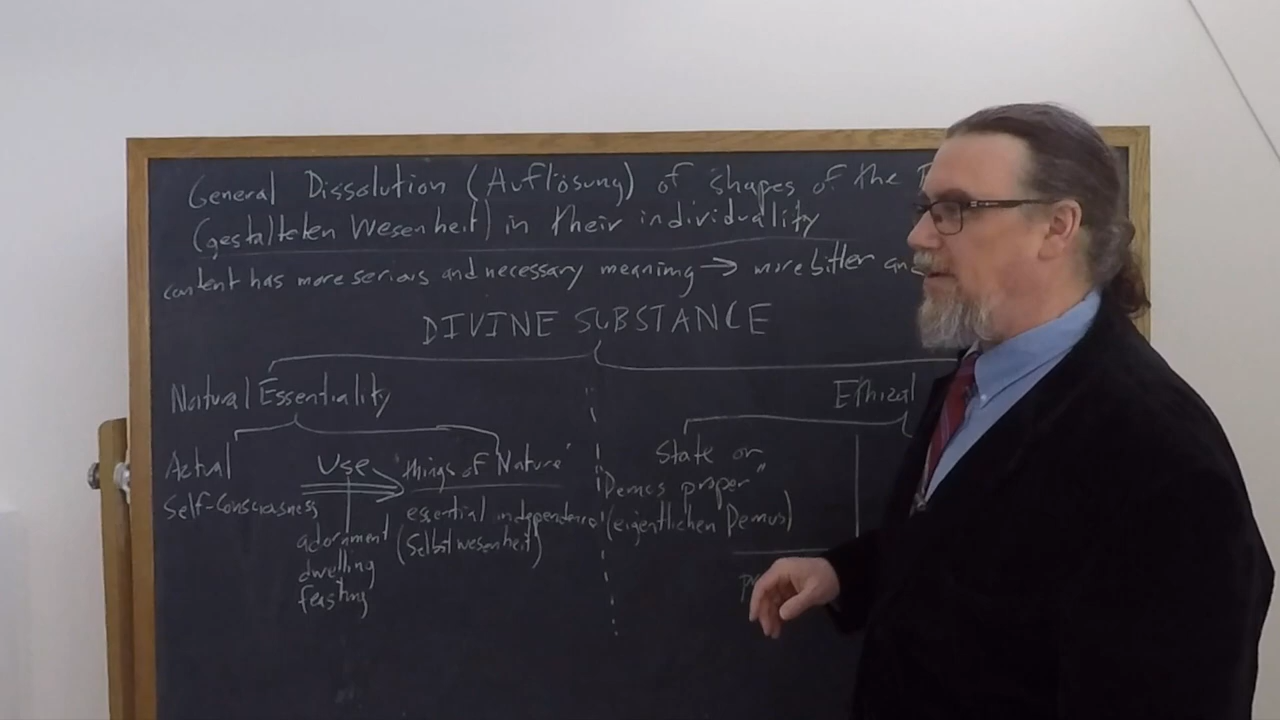 General Dissolution (Auflösung) of shapes of the
(gestalteten Wesenheit) in their individuality
content has more serious and necessary meaning → more bitter
DIVINE SUBSTANCE
Natural Essentiality
Ethical
Actual
Self-Consciousness
Use
adornment
dwelling
feasting
"things of Nature"
essential independence
(Selbstwesenheit)
State or
Demos proper"
(eigentlichen Demos)